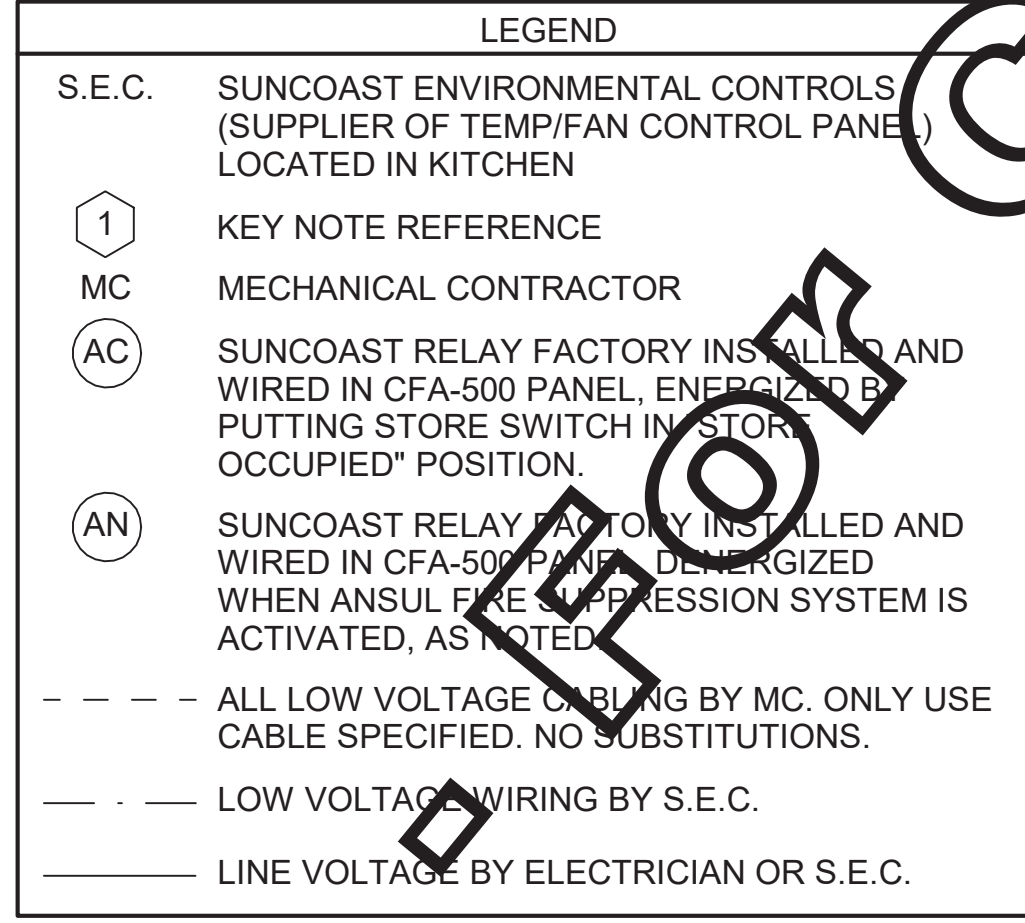 LEGEND
S.E.C. SUNCOAST ENVIRONMENTAL CONTROLS
(SUPPLIER OF TEMP/FAN CONTROL PANEL)
LOCATED IN KITCHEN
1 KEY NOTE REFERENCE
MC MECHANICAL CONTRACTOR
AC SUNCOAST RELAY FACTORY INSTALLED AND
WIRED IN CFA-500 PANEL, ENERGIZED BY
PUTTING STORE SWITCH IN "STORE
OCCUPIED" POSITION.
AN SUNCOAST RELAY FACTORY INSTALLED AND
WIRED IN CFA-500 PANEL, DENERGIZED
WHEN ANSUL FIRE SUPPRESSION SYSTEM IS
ACTIVATED, AS NOTED.
ALL LOW VOLTAGE CABLING BY MC. ONLY USE
CABLE SPECIFIED. NO SUBSTITUTIONS.
LOW VOLTAGE WIRING BY S.E.C.
LINE VOLTAGE BY ELECTRICIAN OR S.E.C.
- For C